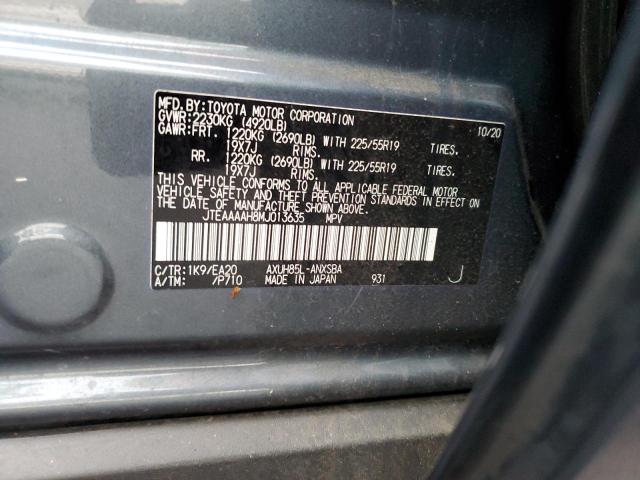 MFD. BY: TOYOTA MOTOR CORPORATION 10/20
GVWR: 2230KG (4920LB)
GAWR: FRT. 1220KG (2690LB) WITH 225/55R19 TIRES.
19X7J RIMS.
RR. 1220KG (2690LB) WITH 225/55R19 TIRES.
19X7J RIMS.
THIS VEHICLE CONFORMS TO ALL APPLICABLE FEDERAL MOTOR
VEHICLE SAFETY AND THEFT PREVENTION STANDARDS IN EFFECT ON
THE DATE OF MANUFACTURE SHOWN ABOVE.
JTEAAAAH8MJ013635 MPV
C/TR: 1K9/EA20 AXUH85L-ANXSBA
A/TM: /P710 MADE IN JAPAN 931 J